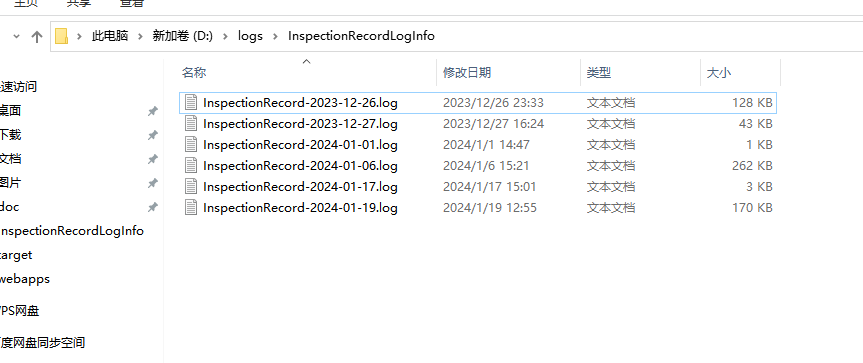 主页 共享 查看
此电脑 > 新加卷 (D:) > logs > InspectionRecordLogInfo
名称 修改日期 类型 大小
速访问
桌面
下载
文档
图片
doc
InspectionRecordLogInfo
target
webapps
WPS网盘
度网盘同步空间
InspectionRecord-2023-12-26.log 2023/12/26 23:33 文本文档 128 KB
InspectionRecord-2023-12-27.log 2023/12/27 16:24 文本文档 43 KB
InspectionRecord-2024-01-01.log 2024/1/1 14:47 文本文档 1 KB
InspectionRecord-2024-01-06.log 2024/1/6 15:21 文本文档 262 KB
InspectionRecord-2024-01-17.log 2024/1/17 15:01 文本文档 3 KB
InspectionRecord-2024-01-19.log 2024/1/19 12:55 文本文档 170 KB